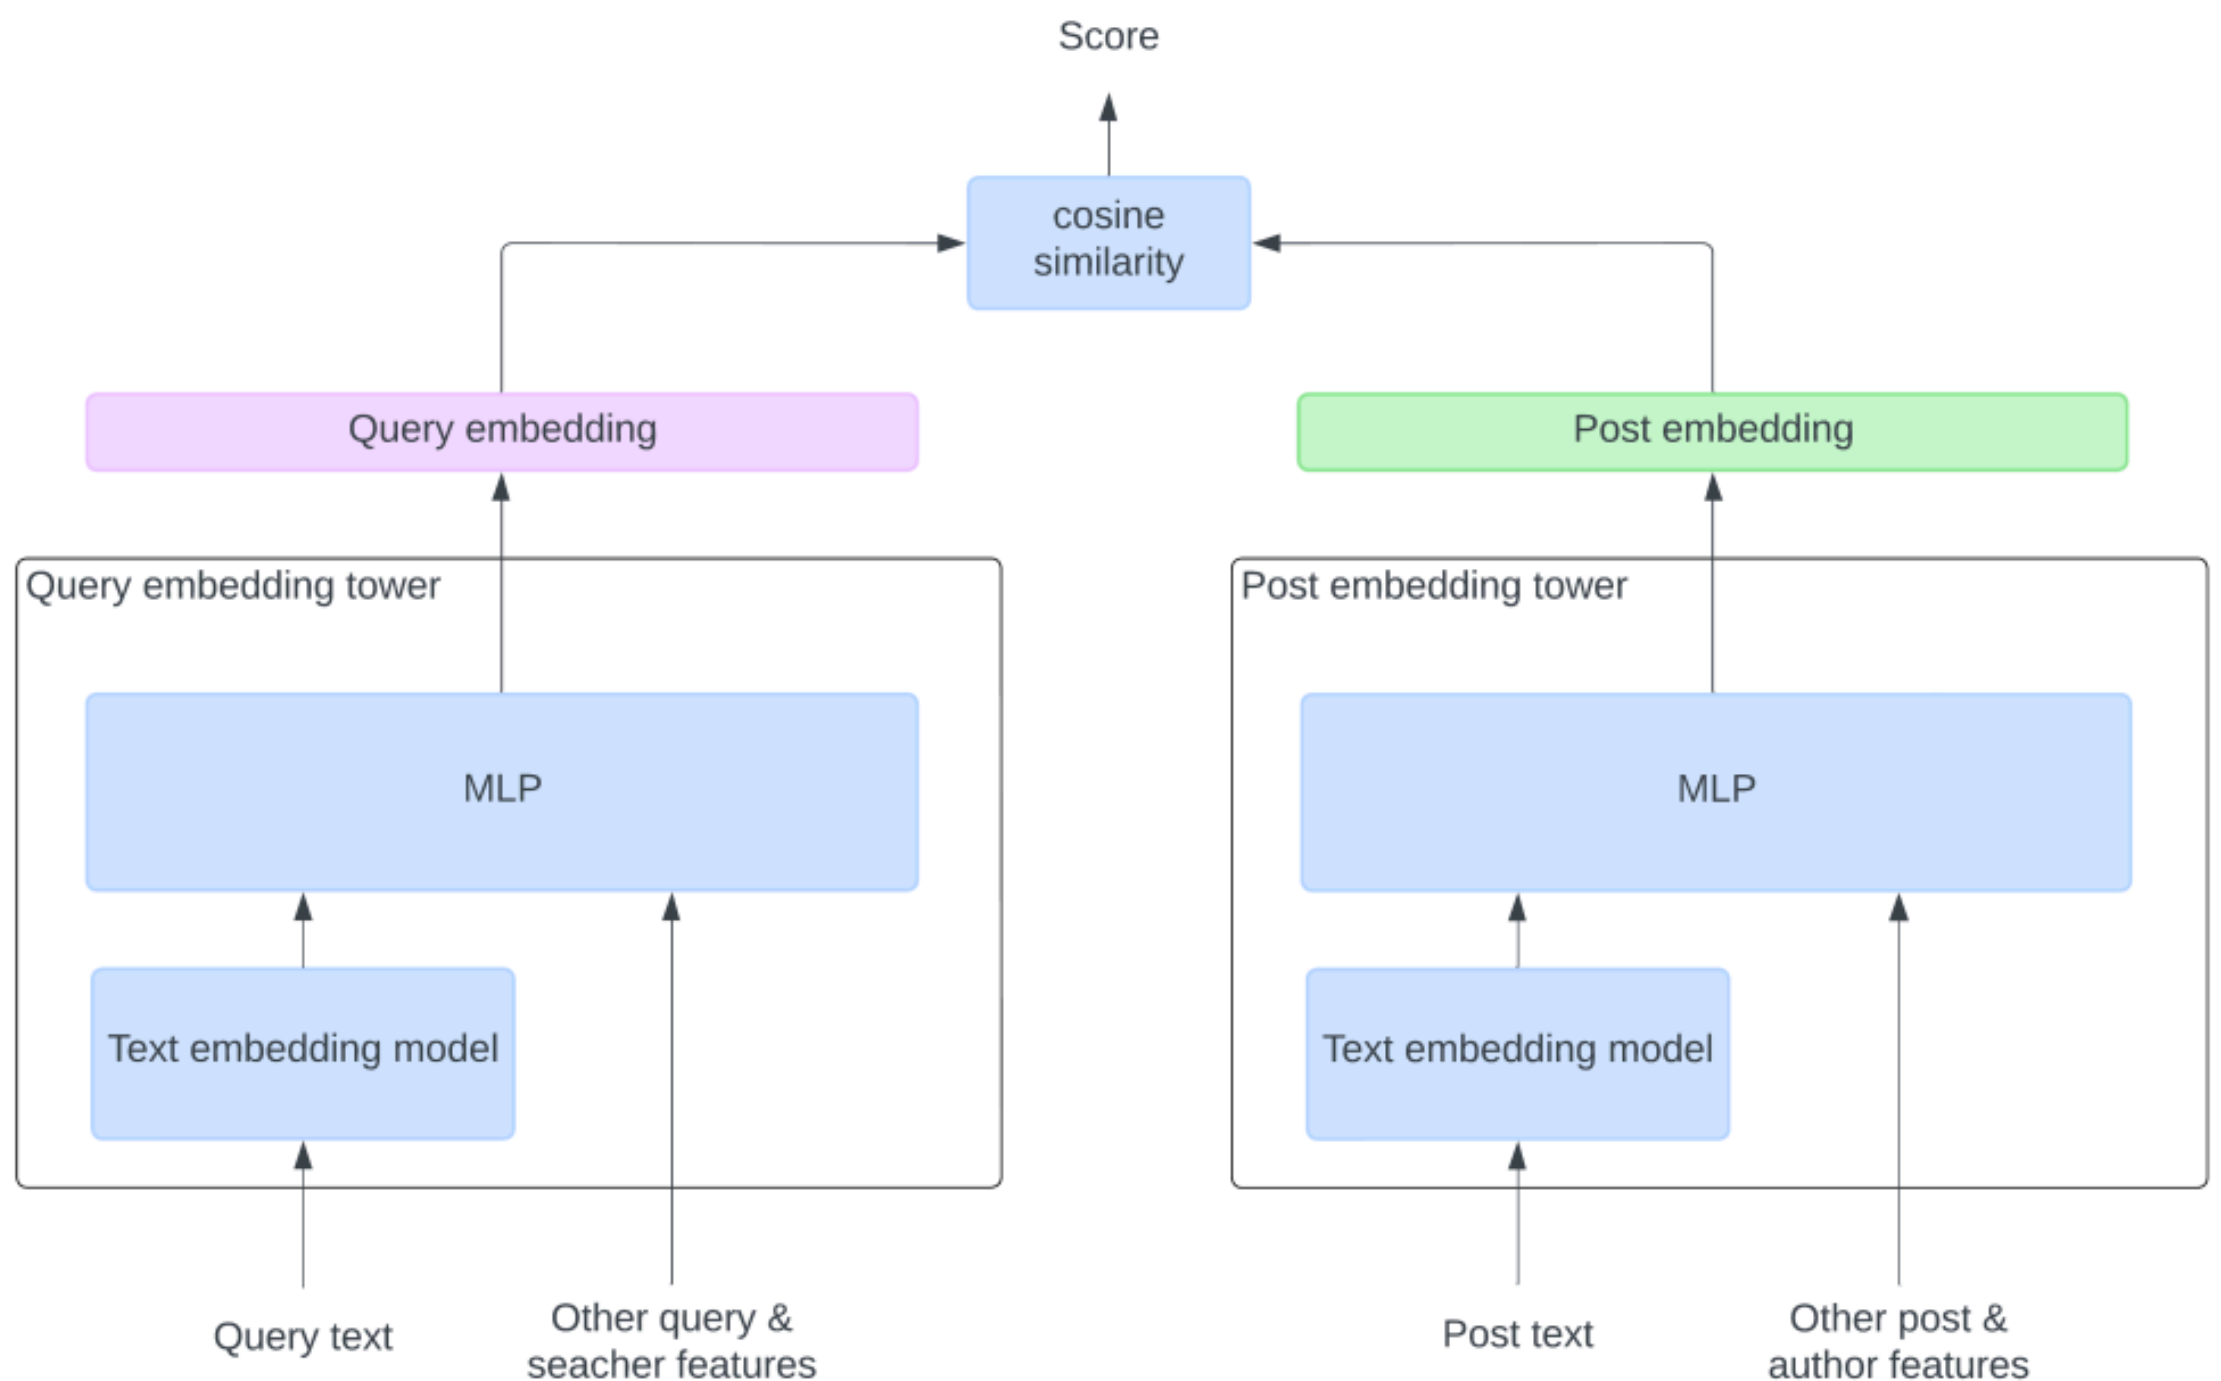 Score
cosine
similarity
Query embedding
Post embedding
Query embedding tower
Post embedding tower
MLP
MLP
Text embedding model
Text embedding model
Query text
Other query &
seacher features
Post text
Other post &
author features